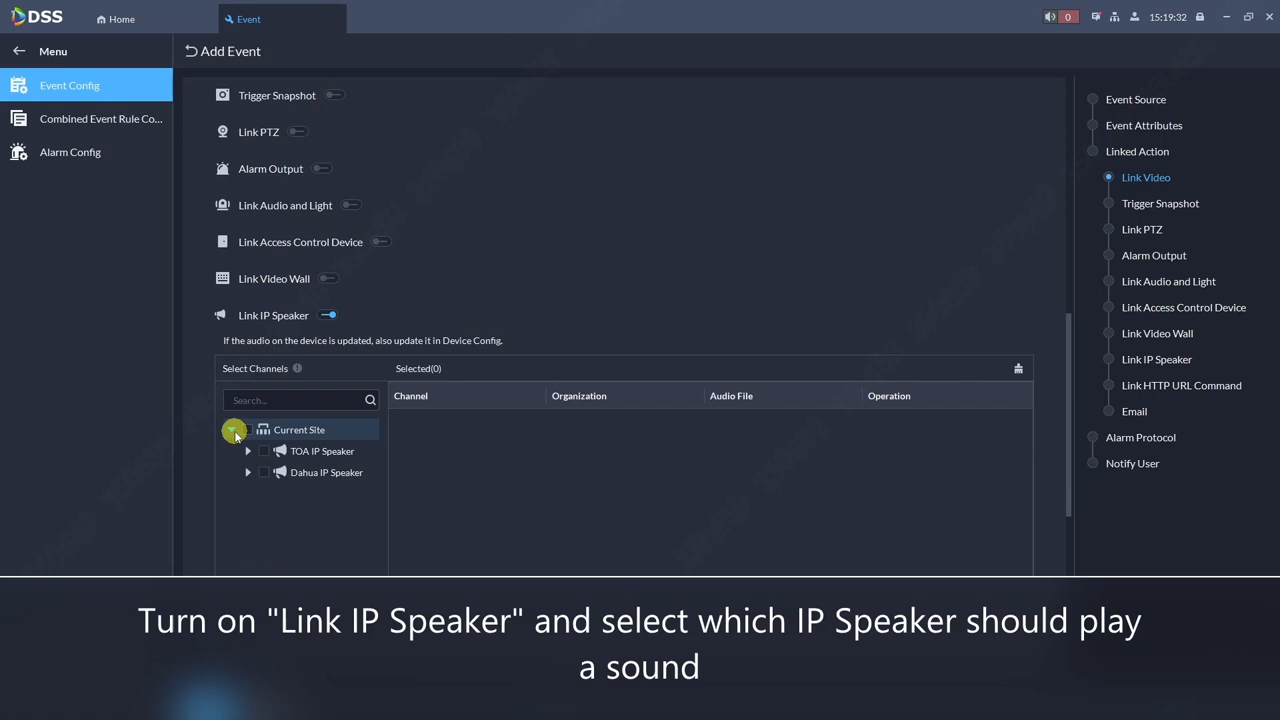 DSS
Home
Event
0
15:19:32
Menu
Add Event
Event Config
Combined Event Rule Co...
Alarm Config
Trigger Snapshot
Link PTZ
Alarm Output
Link Audio and Light
Link Access Control Device
Link Video Wall
Link IP Speaker
If the audio on the device is updated, also update it in Device Config.
Select Channels
Selected(0)
Search...
Channel
Organization
Audio File
Operation
Current Site
TOA IP Speaker
Dahua IP Speaker
Event Source
Event Attributes
Linked Action
Link Video
Trigger Snapshot
Link PTZ
Alarm Output
Link Audio and Light
Link Access Control Device
Link Video Wall
Link IP Speaker
Link HTTP URL Command
Email
Alarm Protocol
Notify User
Turn on "Link IP Speaker" and select which IP Speaker should play
a sound